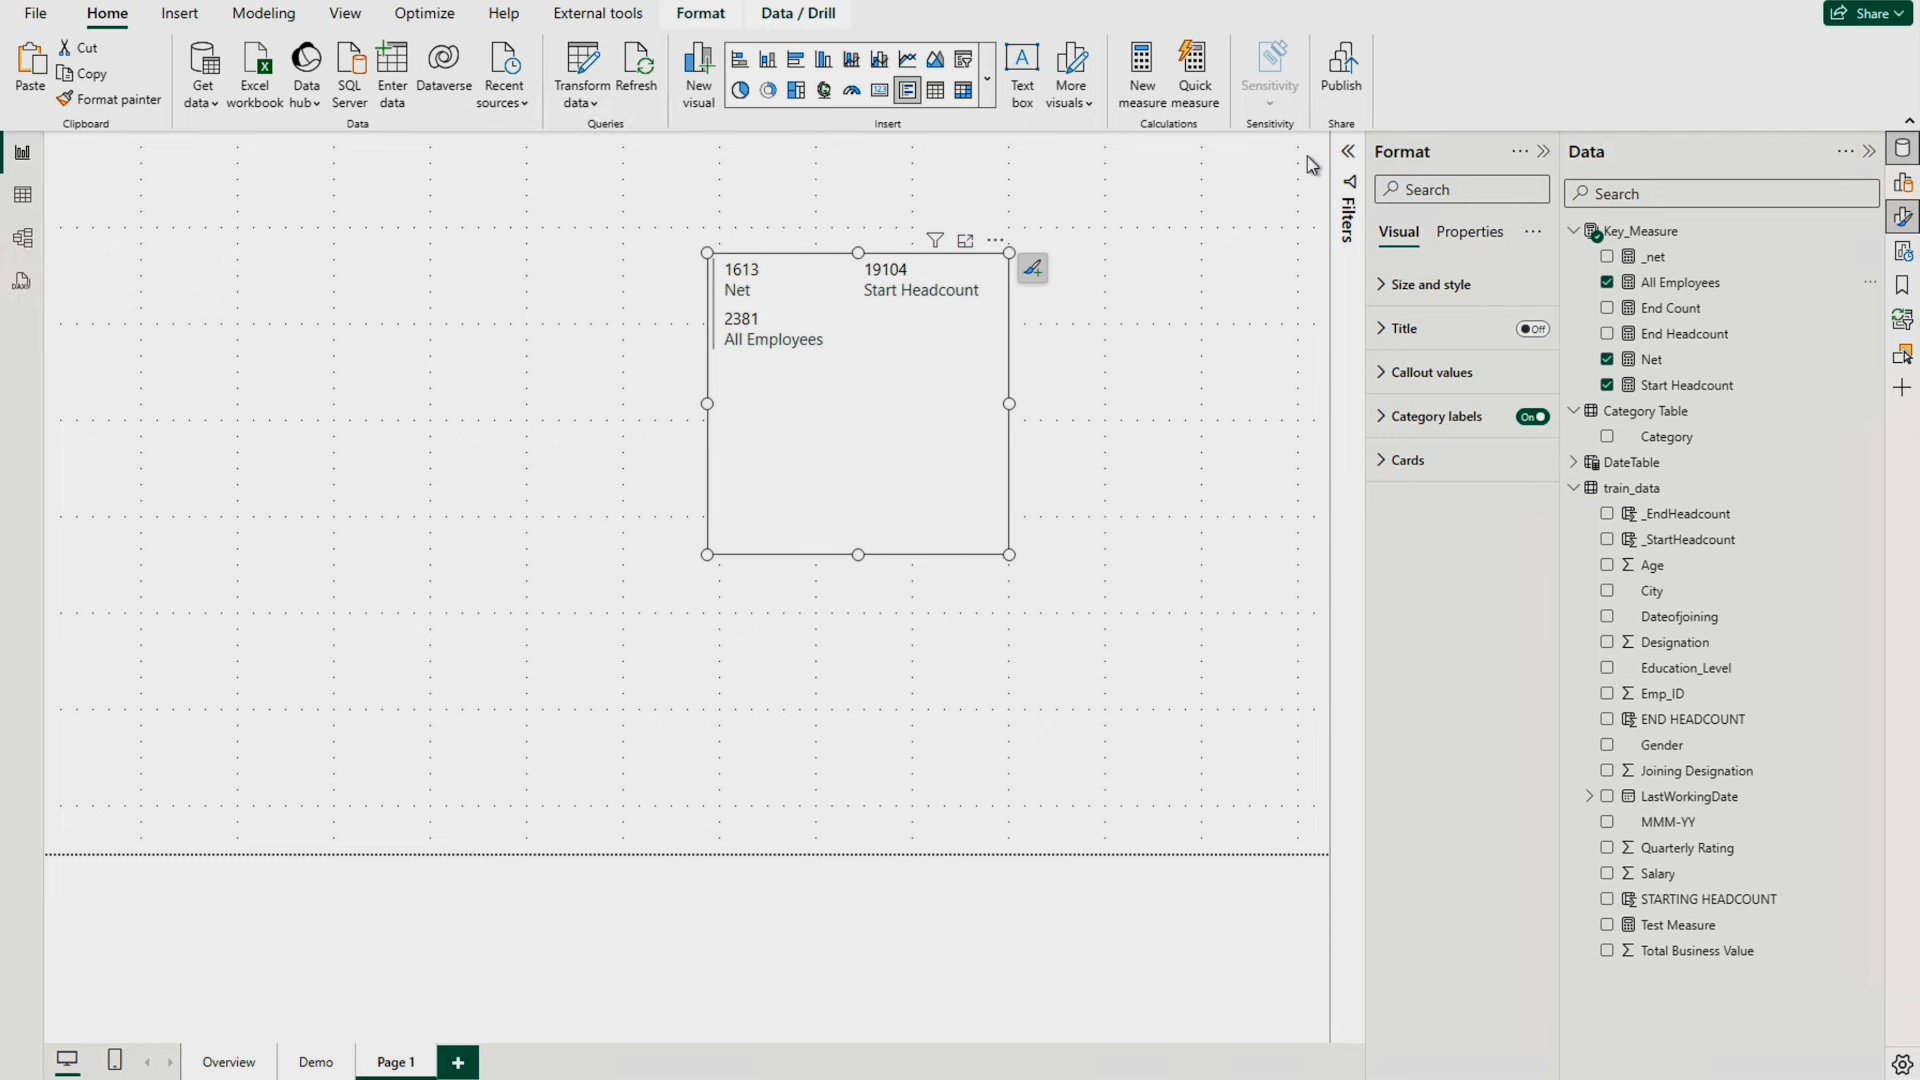 File Home Insert Modeling View Optimize Help External tools Format Data / Drill Share
Paste
Cut
Copy
Format painter
Clipboard
Get data
Excel workbook
Data hub
SQL Server
Enter data
Dataverse
Recent sources
Data
Transform data
Refresh
Queries
New visual
123
A
Text box
More visuals
Insert
New measure
Quick measure
Calculations
Sensitivity
Sensitivity
Publish
Share
DAX
1613
Net
19104
Start Headcount
2381
All Employees
Filters
Format
Search
Visual Properties
Size and style
Title Off
Callout values
Category labels On
Cards
Data
Search
Key_Measure
_net
All Employees
End Count
End Headcount
Net
Start Headcount
Category Table
Category
DateTable
train_data
_EndHeadcount
_StartHeadcount
Age
City
Dateofjoining
Designation
Education_Level
Emp_ID
END HEADCOUNT
Gender
Joining Designation
LastWorkingDate
MMM-YY
Quarterly Rating
Salary
STARTING HEADCOUNT
Test Measure
Total Business Value
Overview Demo Page 1